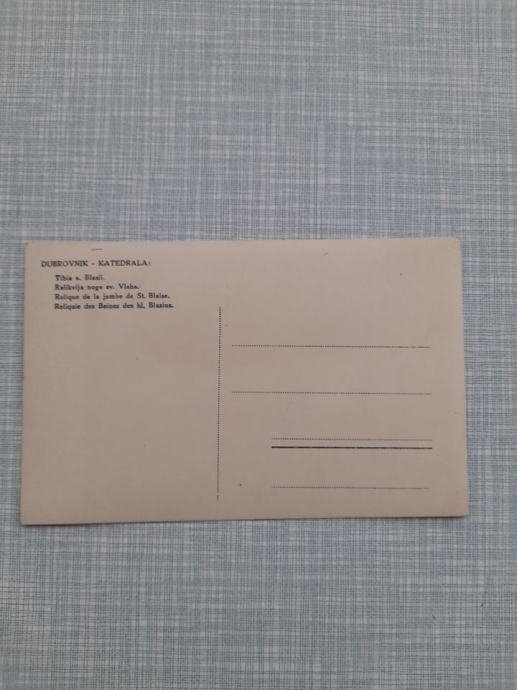 DUBROVNIK - KATEDRALA:
Tibia s. Blasii.
Relikvija noge sv. Vlaha.
Relique de la jambe de St. Blaise.
Reliquie des Beines des hl. Blasius.